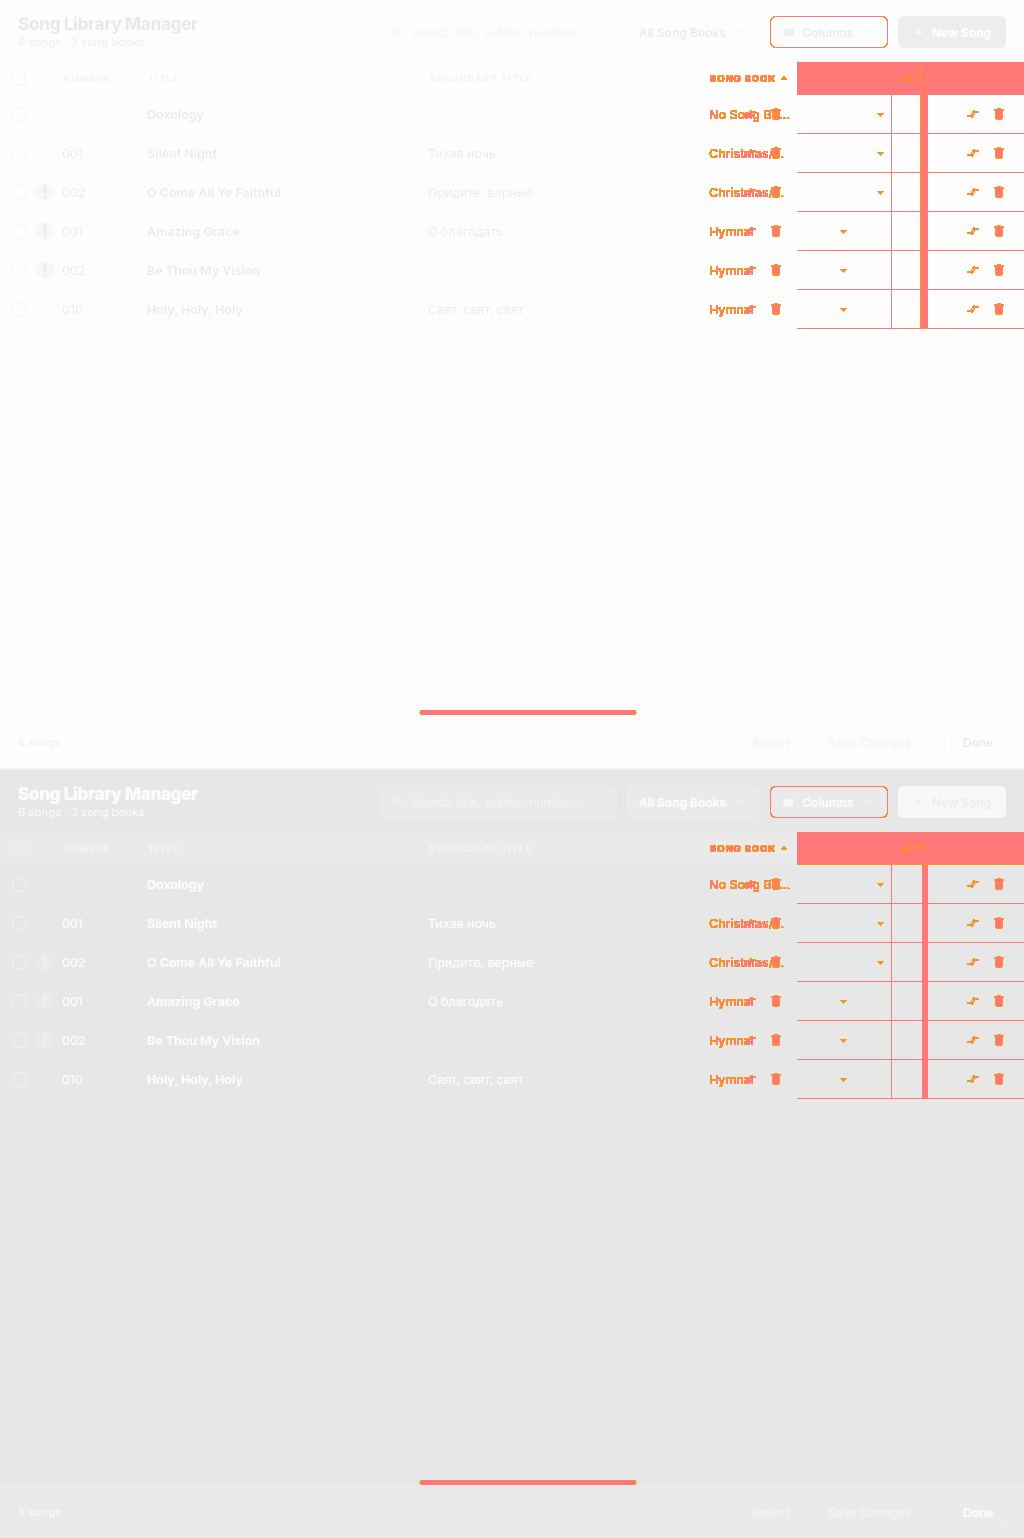 Song Library Manager
6 songs · 3 song books
Search title, author, number...
All Song Books
Columns
New Song
NUMBER
TITLE
SECONDARY TITLE
Doxology
001
Silent Night
Тихая ночь
002
O Come All Ye Faithful
Придите, верные
001
Amazing Grace
О благодать
Hymnal
002
Be Thou My Vision
Hymnal
010
Holy, Holy, Holy
Свят, свят, свят
Hymnal
6 songs
Revert
Save Changes
Done
Song Library Manager
6 songs · 3 song books
Search title, author, number...
All Song Books
Columns
New Song
NUMBER
TITLE
SECONDARY TITLE
Doxology
001
Silent Night
Тихая ночь
002
O Come All Ye Faithful
Придите, верные
001
Amazing Grace
О благодать
Hymnal
002
Be Thou My Vision
Hymnal
010
Holy, Holy, Holy
Свят, свят, свят
Hymnal
6 songs
Revert
Save Changes
Done